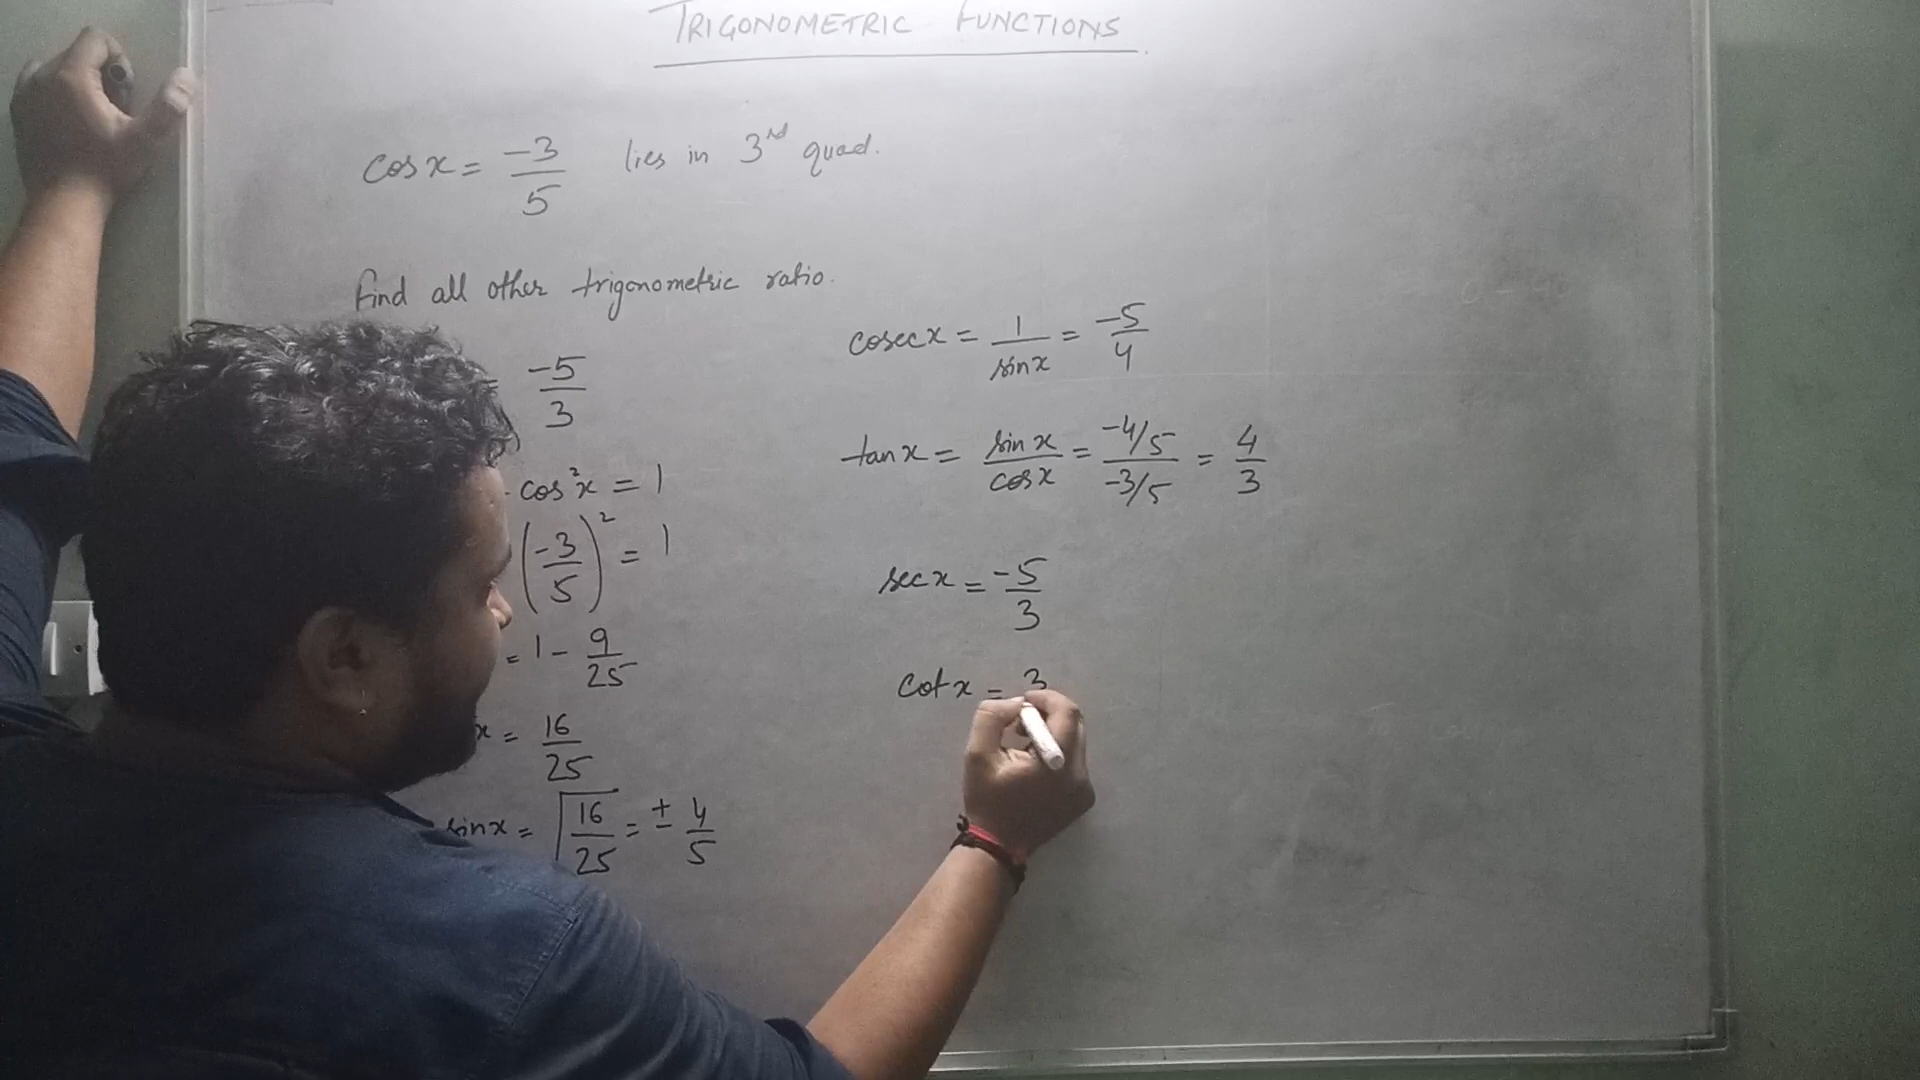 TRIGONOMETRIC FUNCTIONS
cos x = -3/5 lies in 3rd quad.
find all other trigonometric ratio.
= -5/3
cos²x = 1
(-3/5)² = 1
= 1 - 9/25
x = 16/25
sin x = √16/25 = ± 4/5
cosec x = 1/sin x = -5/4
tan x = sin x/cos x = -4/5/-3/5 = 4/3
sec x = -5/3
cot x = 3